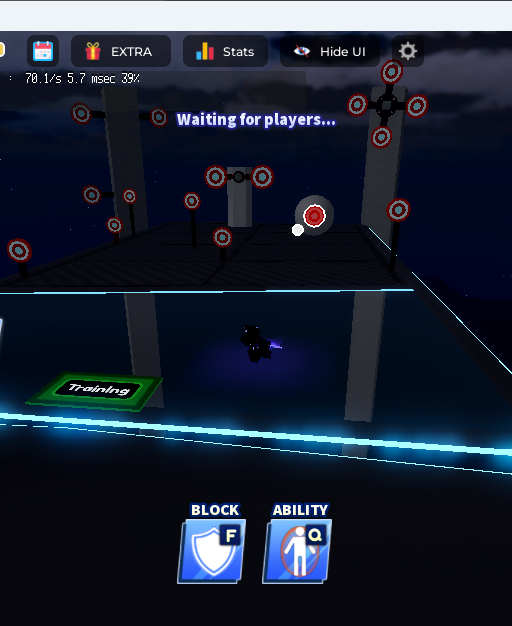 EXTRA
Stats
Hide UI
: 70.1/s 5.7 msec 39%
Waiting for players...
Training
BLOCK
ABILITY
F
Q